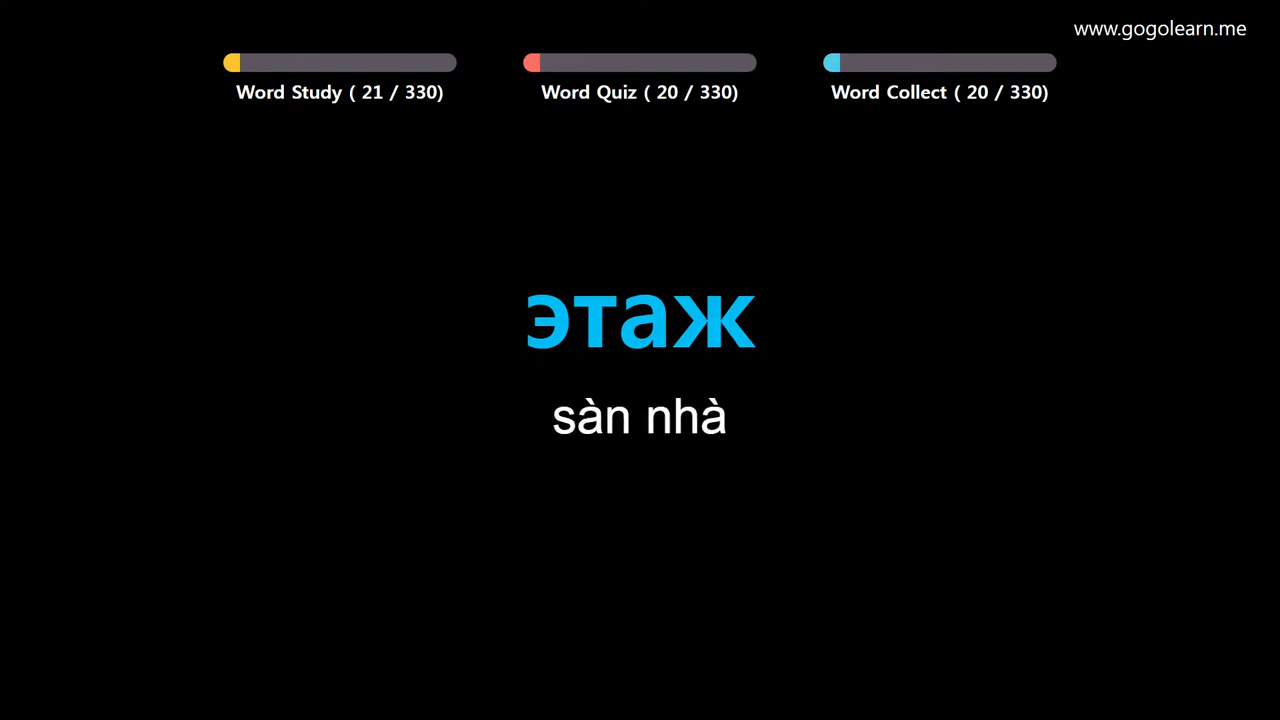 www.gogolearn.me
Word Study ( 21 / 330)
Word Quiz ( 20 / 330)
Word Collect ( 20 / 330)
этаж
sàn nhà